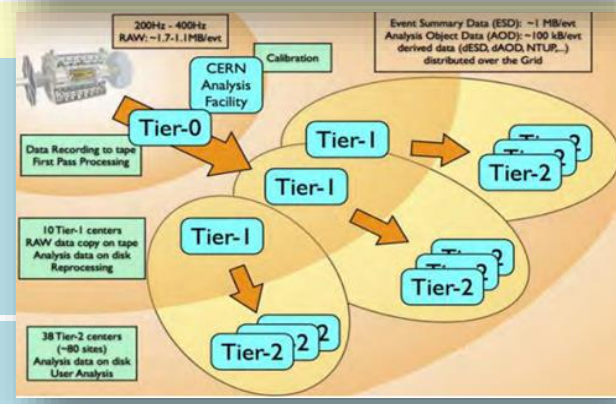 200Hz - 400Hz
RAW: ~1.7-1.1MB/evt
Event Summary Data (ESD): ~1 MB/evt
Analysis Object Data (AOD): ~100 kB/evt
derived data (dESD, dAOD, NTUP,...)
distributed over the Grid
Calibration
CERN
Analysis
Facility
Tier-0
Data Recording to tape
First Pass Processing
Tier-1
Tier-2
Tier-1
10 Tier-1 centers
RAW data copy on tape
Analysis data on disk
Reprocessing
Tier-1
Tier-2
38 Tier-2 centers
(~80 sites)
Analysis data on disk
User Analysis
Tier-2